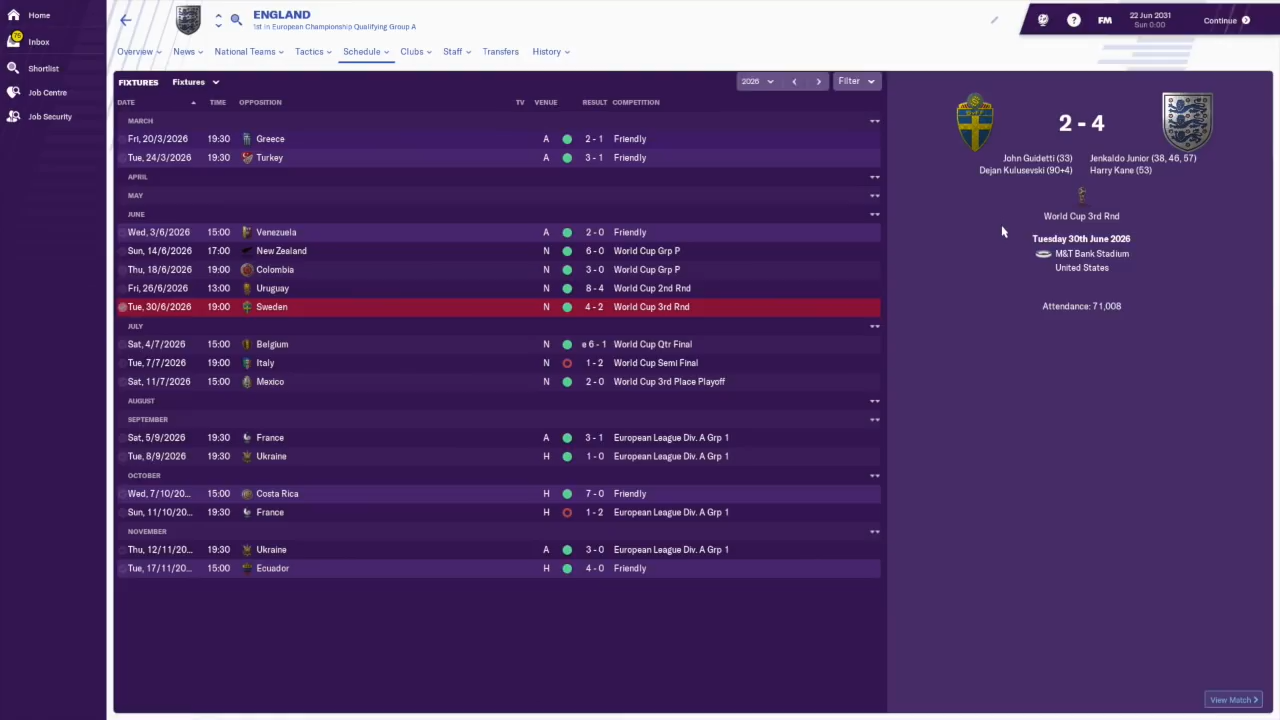 Home
Inbox
75
Shortlist
Job Centre
Job Security
ENGLAND
1st in European Championship Qualifying Group A
FM
22 Jun 2031
Sun 0:00
Continue
Overview
News
National Teams
Tactics
Schedule
Clubs
Staff
Transfers
History
FIXTURES Fixtures
2026
Filter
DATE TIME OPPOSITION TV VENUE RESULT COMPETITION
MARCH
Fri, 20/3/2026 19:30 Greece A 2 - 1 Friendly
Tue, 24/3/2026 19:30 Turkey A 3 - 1 Friendly
APRIL
MAY
JUNE
Wed, 3/6/2026 15:00 Venezuela A 2 - 0 Friendly
Sun, 14/6/2026 17:00 New Zealand N 6 - 0 World Cup Grp P
Thu, 18/6/2026 19:00 Colombia N 3 - 0 World Cup Grp P
Fri, 26/6/2026 13:00 Uruguay N 8 - 4 World Cup 2nd Rnd
Tue, 30/6/2026 19:00 Sweden N 4 - 2 World Cup 3rd Rnd
JULY
Sat, 4/7/2026 15:00 Belgium N e 6 - 1 World Cup Qtr Final
Tue, 7/7/2026 19:00 Italy N 1 - 2 World Cup Semi Final
Sat, 11/7/2026 15:00 Mexico N 2 - 0 World Cup 3rd Place Playoff
AUGUST
SEPTEMBER
Sat, 5/9/2026 19:30 France A 3 - 1 European League Div. A Grp 1
Tue, 8/9/2026 19:30 Ukraine H 1 - 0 European League Div. A Grp 1
OCTOBER
Wed, 7/10/20... 15:00 Costa Rica H 7 - 0 Friendly
Sun, 11/10/20... 19:30 France H 1 - 2 European League Div. A Grp 1
NOVEMBER
Thu, 12/11/20... 19:30 Ukraine A 3 - 0 European League Div. A Grp 1
Tue, 17/11/20... 15:00 Ecuador H 4 - 0 Friendly
2 - 4
John Guidetti (33) Jenkaldo Junior (38, 46, 57)
Dejan Kulusevski (90+4) Harry Kane (53)
World Cup 3rd Rnd
Tuesday 30th June 2026
M&T Bank Stadium
United States
Attendance: 71,008
View Match